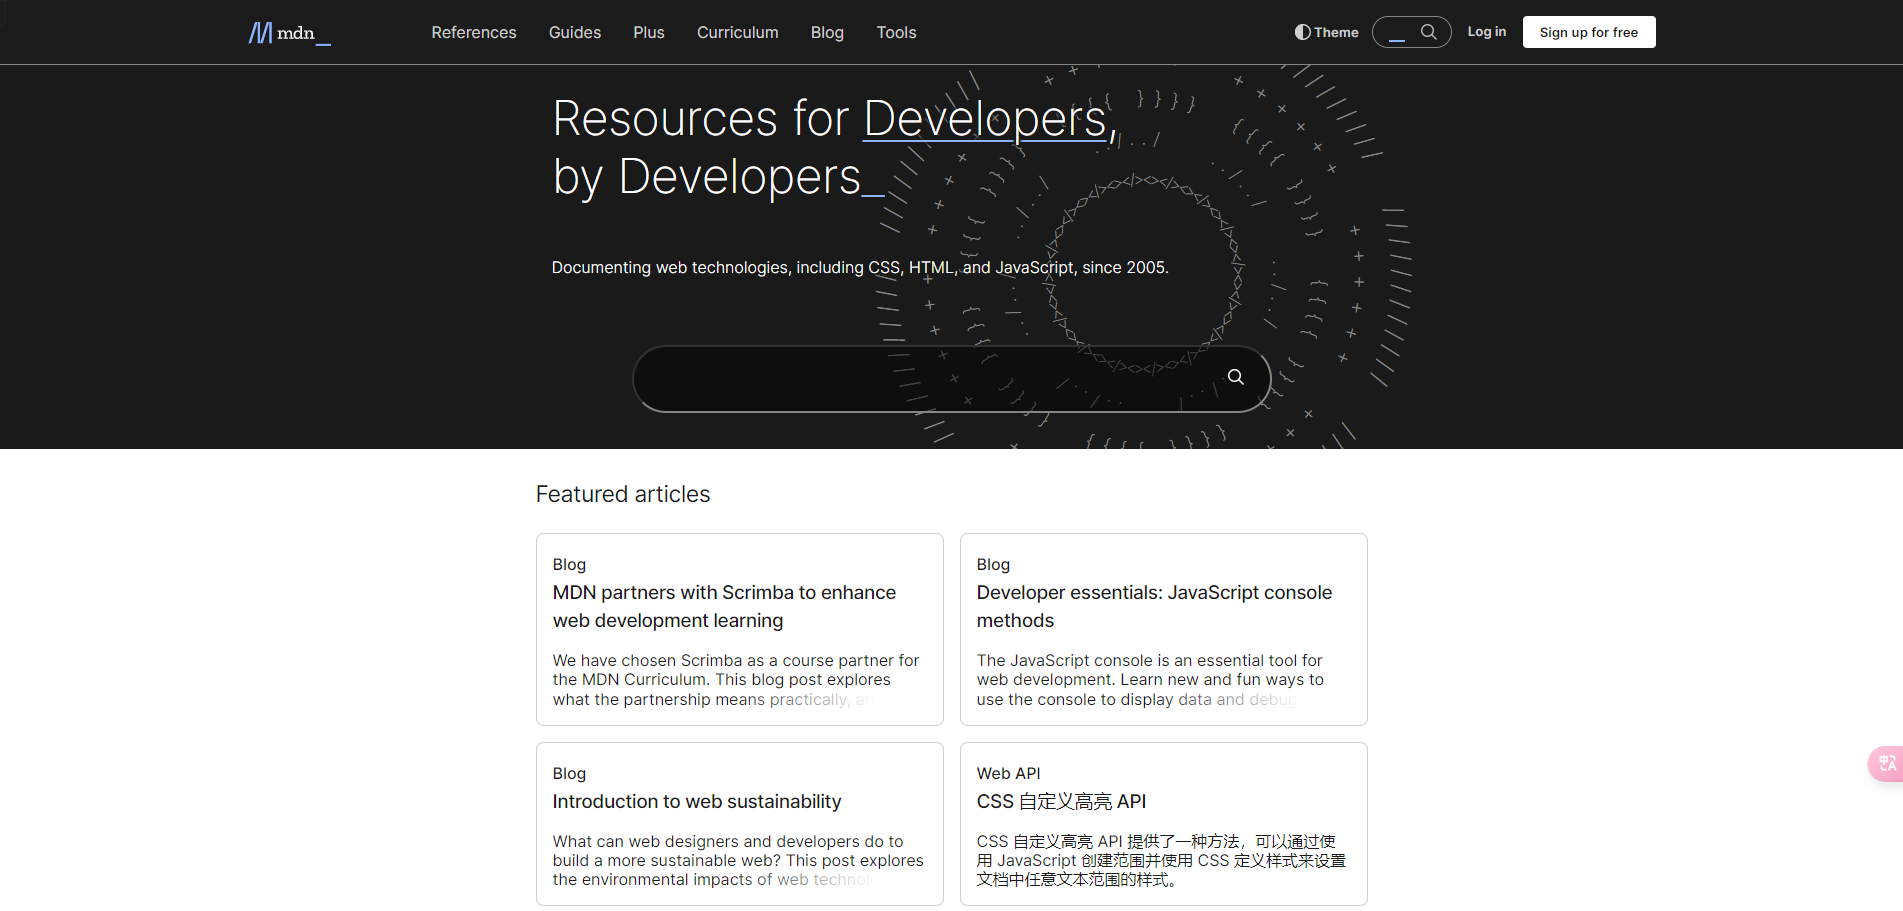 mdn_
References Guides Plus Curriculum Blog Tools
Theme
Log in
Sign up for free
Resources for Developers,
by Developers_
Documenting web technologies, including CSS, HTML, and JavaScript, since 2005.
Featured articles
Blog
MDN partners with Scrimba to enhance
web development learning
We have chosen Scrimba as a course partner for
the MDN Curriculum. This blog post explores
what the partnership means practically,
Blog
Developer essentials: JavaScript console
methods
The JavaScript console is an essential tool for
web development. Learn new and fun ways to
use the console to display data and debug
Blog
Introduction to web sustainability
What can web designers and developers do to
build a more sustainable web? This post explores
the environmental impacts of web
Web API
CSS 自定义高亮 API
CSS 自定义高亮 API 提供了一种方法，可以通过使
用 JavaScript 创建范围并使用 CSS 定义样式来设置
文档中任意文本范围的样式。
中A